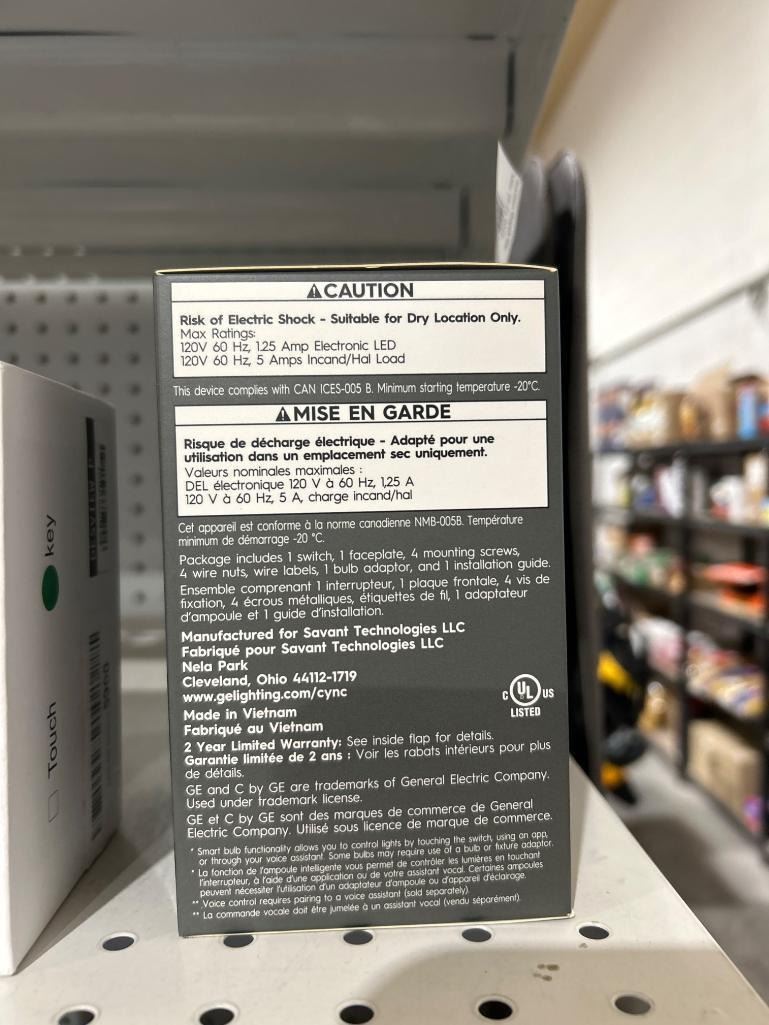 ⚠CAUTION
Risk of Electric Shock - Suitable for Dry Location Only.
Max Ratings:
120V 60 Hz, 1.25 Amp Electronic LED
120V 60 Hz, 5 Amps Incand/Hal Load
This device complies with CAN ICES-005 B. Minimum starting temperature -20°C.
⚠MISE EN GARDE
Risque de décharge électrique - Adapté pour une
utilisation dans un emplacement sec uniquement.
Valeurs nominales maximales :
DEL électronique 120 V à 60 Hz, 1,25 A
120 V à 60 Hz, 5 A, charge incand/hal
Cet appareil est conforme à la norme canadienne NMB-005B. Température
minimum de démarrage -20 °C.
Package includes 1 switch, 1 faceplate, 4 mounting screws,
4 wire nuts, wire labels, 1 bulb adaptor, and 1 installation guide.
Ensemble comprenant 1 interrupteur, 1 plaque frontale, 4 vis de
fixation, 4 écrous métalliques, étiquettes de fil, 1 adaptateur
d'ampoule et 1 guide d'installation.
Manufactured for Savant Technologies LLC
Fabriqué pour Savant Technologies LLC
Nela Park
Cleveland, Ohio 44112-1719
www.gelighting.com/cync
Made in Vietnam
Fabriqué au Vietnam
C UL US
LISTED
2 Year Limited Warranty: See inside flap for details.
Garantie limitée de 2 ans : Voir les rabats intérieurs pour plus
de détails.
GE and C by GE are trademarks of General Electric Company.
Used under trademark license.
GE et C by GE sont des marques de commerce de General
Electric Company. Utilisé sous licence de marque de commerce.
* Smart bulb functionality allows you to control lights by touching the switch, using an app,
or through your voice assistant. Some bulbs may require use of a bulb or fixture adaptor.
* La fonction de l'ampoule intelligente vous permet de contrôler les lumières en touchant
l'interrupteur, à l'aide d'une application ou de votre assistant vocal. Certaines ampoules
peuvent nécessiter l'utilisation d'un adaptateur d'ampoule ou d'appareil d'éclairage.
** Voice control requires pairing to a voice assistant (sold separately).
** La commande vocale doit être jumelée à un assistant vocal (vendu séparément).
key
Touch